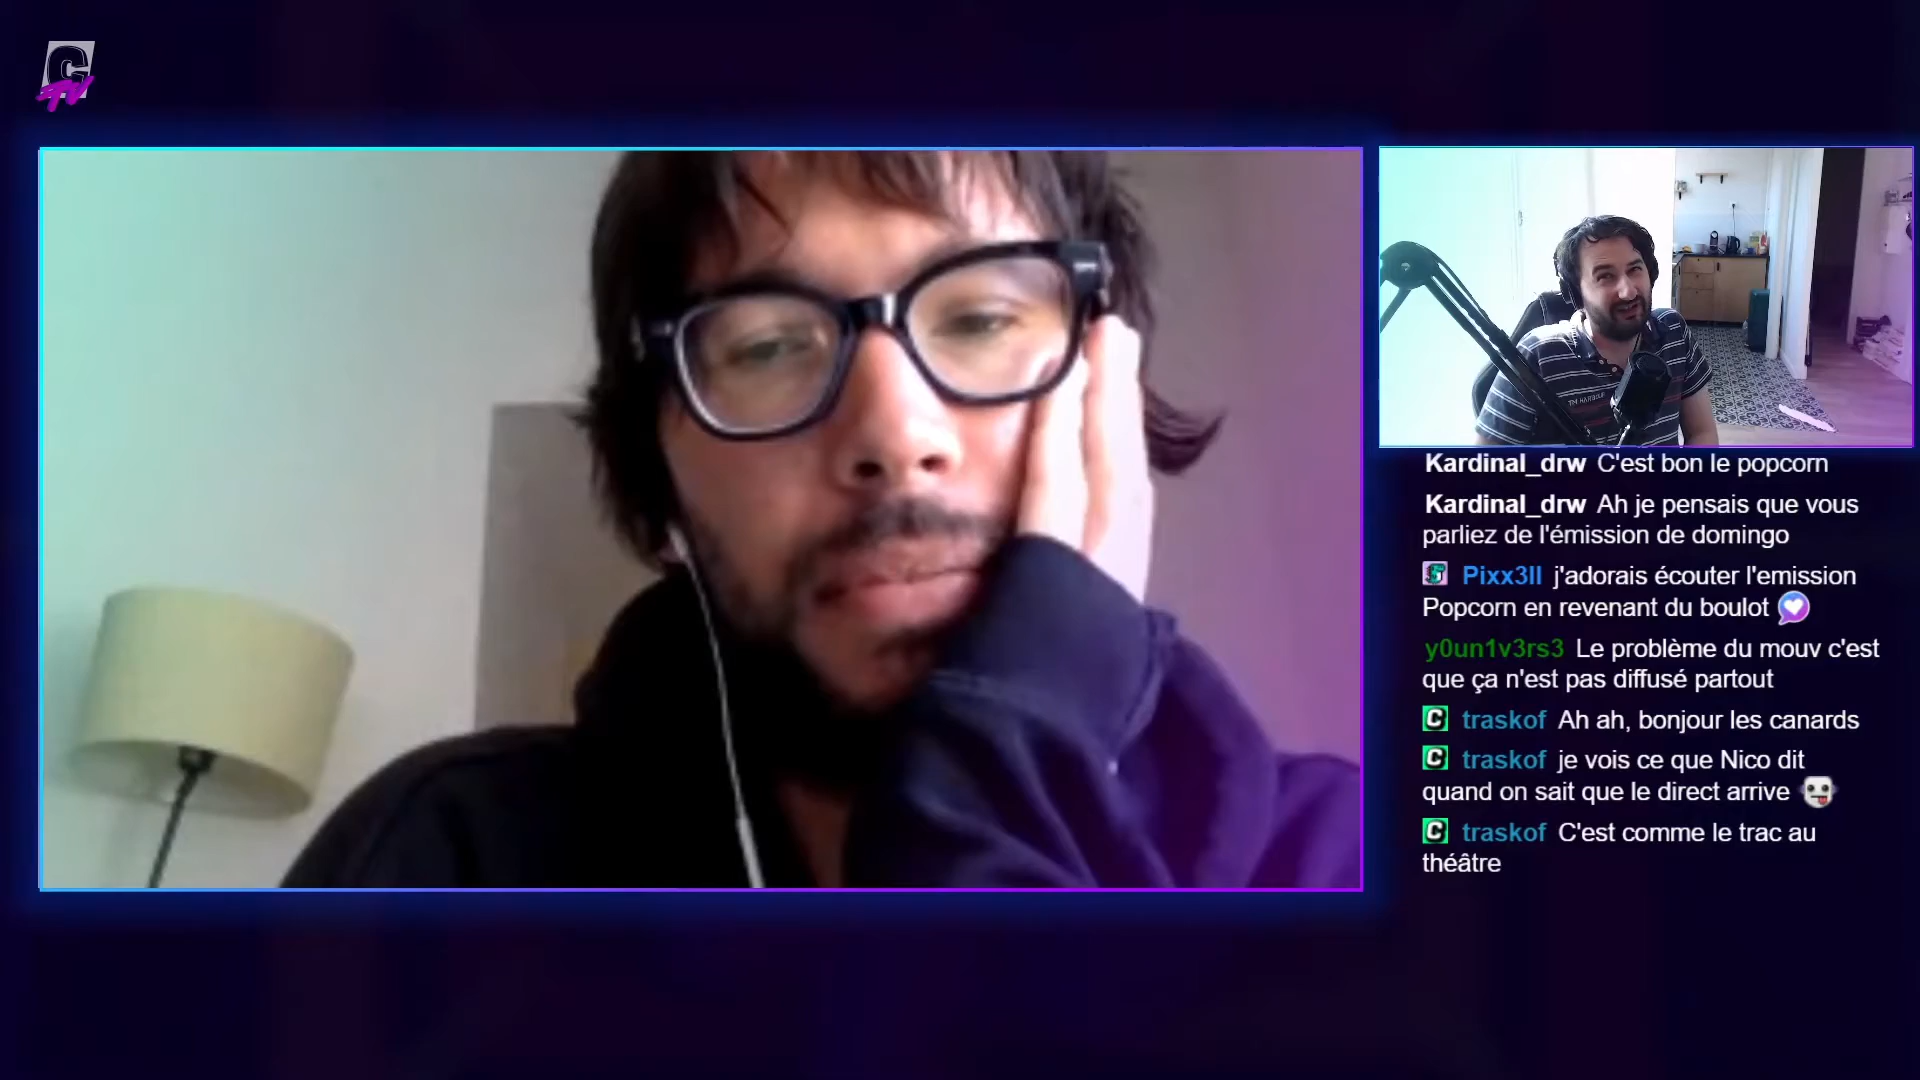 C
TV
Kardinal_drw C'est bon le popcorn
Kardinal_drw Ah je pensais que vous
parliez de l'émission de domingo
Pixx3ll j'adorais écouter l'emission
Popcorn en revenant du boulot
y0un1v3rs3 Le problème du mouv c'est
que ça n'est pas diffusé partout
C traskof Ah ah, bonjour les canards
C traskof je vois ce que Nico dit
quand on sait que le direct arrive
C traskof C'est comme le trac au
théâtre